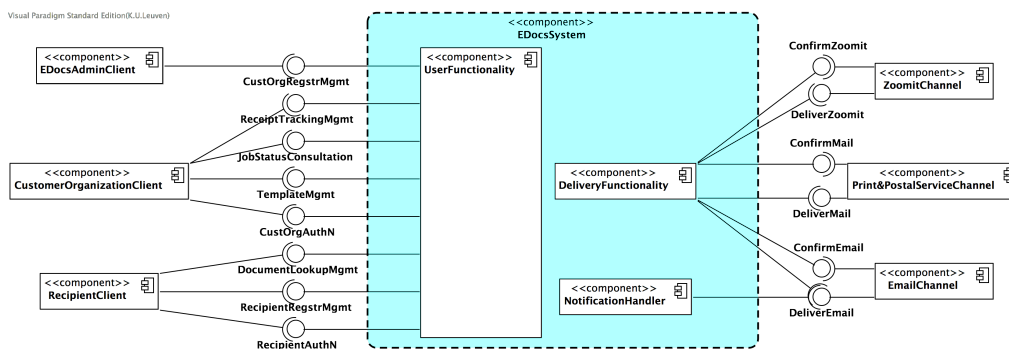 Visual Paradigm Standard Edition(K.U.Leuven)
<<component>>
EDocsSystem
<<component>>
EDocsAdminClient
CustOrgRegstrMgmt
<<component>>
UserFunctionality
ConfirmZoomit
<<component>>
ZoomitChannel
DeliverZoomit
ReceiptTrackingMgmt
JobStatusConsultation
<<component>>
CustomerOrganizationClient
TemplateMgmt
CustOrgAuthN
<<component>>
DeliveryFunctionality
ConfirmMail
<<component>>
Print&PostalServiceChannel
DeliverMail
DocumentLookupMgmt
<<component>>
RecipientClient
RecipientRegstrMgmt
RecipientAuthN
<<component>>
NotificationHandler
ConfirmEmail
<<component>>
EmailChannel
DeliverEmail